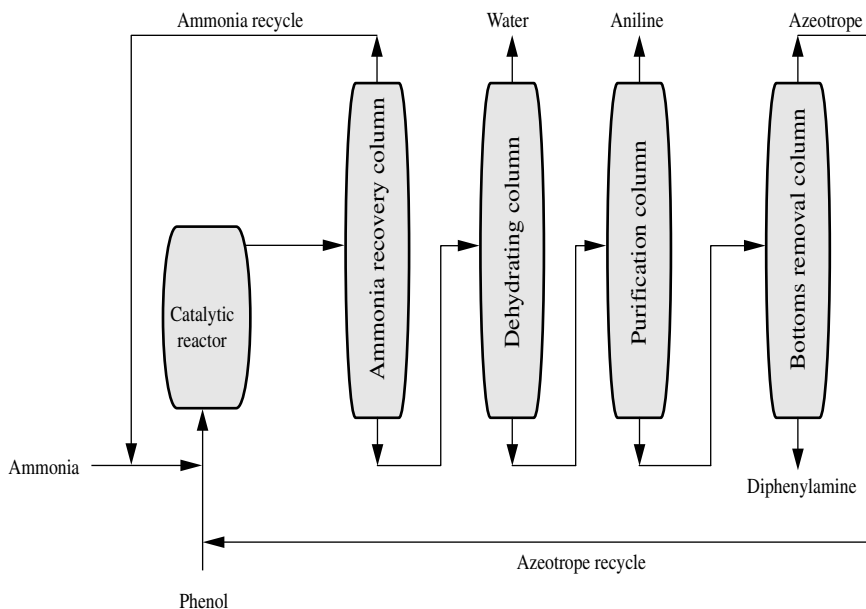 Ammonia recycle
Water
Aniline
Azeotrope
Ammonia recovery column
Dehydrating column
Purification column
Bottoms removal column
Catalytic
reactor
Ammonia
Diphenylamine
Azeotrope recycle
Phenol